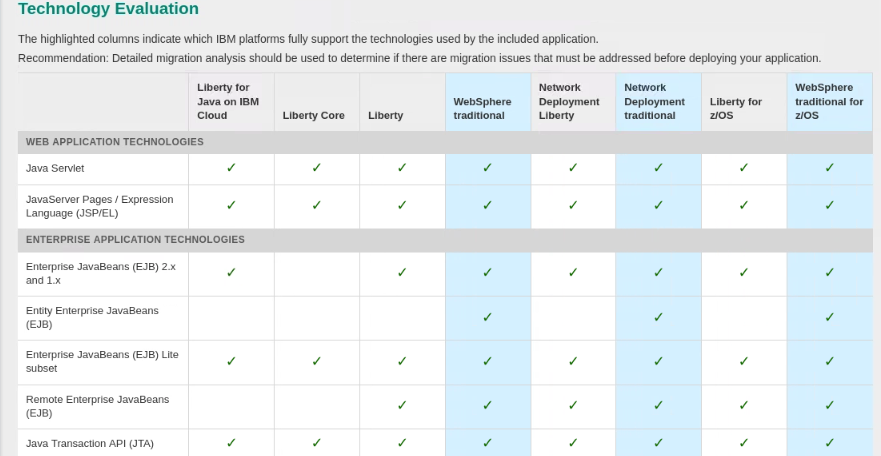 Technology Evaluation
The highlighted columns indicate which IBM platforms fully support the technologies used by the included application.
Recommendation: Detailed migration analysis should be used to determine if there are migration issues that must be addressed before deploying your application.
Liberty for Java on IBM Cloud | Liberty Core | Liberty | WebSphere traditional | Network Deployment Liberty | Network Deployment traditional | Liberty for z/OS | WebSphere traditional for z/OS
WEB APPLICATION TECHNOLOGIES
Java Servlet ✓ ✓ ✓ ✓ ✓ ✓ ✓ ✓
JavaServer Pages / Expression
Language (JSP/EL) ✓ ✓ ✓ ✓ ✓ ✓ ✓ ✓
ENTERPRISE APPLICATION TECHNOLOGIES
Enterprise JavaBeans (EJB) 2.x
and 1.x ✓ ✓ ✓ ✓ ✓ ✓ ✓
Entity Enterprise JavaBeans
(EJB) ✓ ✓ ✓
Enterprise JavaBeans (EJB) Lite
subset ✓ ✓ ✓ ✓ ✓ ✓ ✓ ✓
Remote Enterprise JavaBeans
(EJB) ✓ ✓ ✓ ✓ ✓ ✓
Java Transaction API (JTA) ✓ ✓ ✓ ✓ ✓ ✓ ✓ ✓